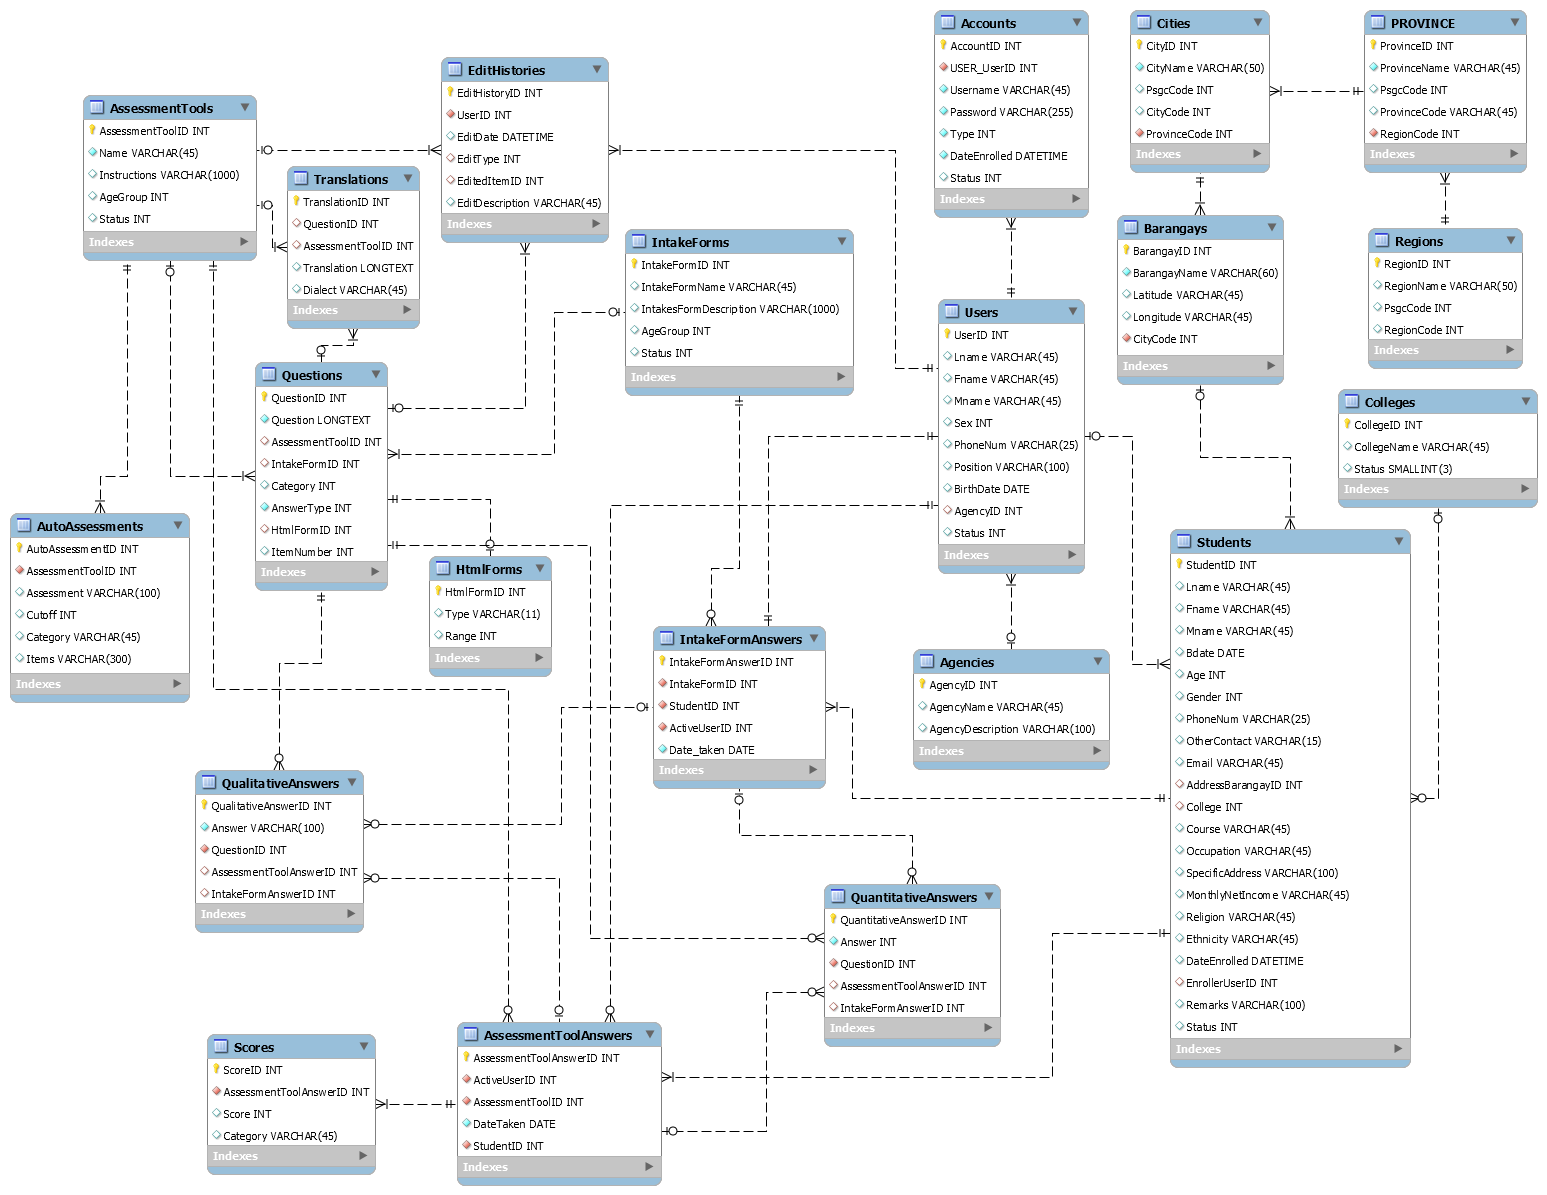 AssessmentTools
AssessmentToolID INT
Name VARCHAR(45)
Instructions VARCHAR(1000)
AgeGroup INT
Status INT
Indexes
EditHistories
EditHistoryID INT
UserID INT
EditDate DATETIME
EditType INT
EditedItemID INT
EditDescription VARCHAR(45)
Indexes
Translations
TranslationID INT
QuestionID INT
AssessmentToolID INT
Translation LONGTEXT
Dialect VARCHAR(45)
Indexes
Accounts
AccountID INT
USER_UserID INT
Username VARCHAR(45)
Password VARCHAR(255)
Type INT
DateEnrolled DATETIME
Status INT
Indexes
Cities
CityID INT
CityName VARCHAR(50)
PsgcCode INT
CityCode INT
ProvinceCode INT
Indexes
PROVINCE
ProvinceID INT
ProvinceName VARCHAR(45)
PsgcCode INT
ProvinceCode VARCHAR(45)
RegionCode INT
Indexes
Barangays
BarangayID INT
BarangayName VARCHAR(60)
Latitude VARCHAR(45)
Longitude VARCHAR(45)
CityCode INT
Indexes
Regions
RegionID INT
RegionName VARCHAR(50)
PsgcCode INT
RegionCode INT
Indexes
IntakeForms
IntakeFormID INT
IntakeFormName VARCHAR(45)
IntakesFormDescription VARCHAR(1000)
AgeGroup INT
Status INT
Indexes
Users
UserID INT
Lname VARCHAR(45)
Fname VARCHAR(45)
Mname VARCHAR(45)
Sex INT
PhoneNum VARCHAR(25)
Position VARCHAR(100)
BirthDate DATE
AgencyID INT
Status INT
Indexes
Questions
QuestionID INT
Question LONGTEXT
AssessmentToolID INT
IntakeFormID INT
Category INT
AnswerType INT
HtmlFormID INT
ItemNumber INT
Indexes
Colleges
CollegeID INT
CollegeName VARCHAR(45)
Status SMALLINT(3)
Indexes
AutoAssessments
AutoAssessmentID INT
AssessmentToolID INT
Assessment VARCHAR(100)
Cutoff INT
Category VARCHAR(45)
Items VARCHAR(300)
Indexes
HtmlForms
HtmlFormID INT
Type VARCHAR(11)
Range INT
Indexes
Students
StudentID INT
Lname VARCHAR(45)
Fname VARCHAR(45)
Mname VARCHAR(45)
Bdate DATE
Age INT
Gender INT
PhoneNum VARCHAR(25)
OtherContact VARCHAR(15)
Email VARCHAR(45)
AddressBarangayID INT
College INT
Course VARCHAR(45)
Occupation VARCHAR(45)
SpecificAddress VARCHAR(100)
MonthlyNetIncome VARCHAR(45)
Religion VARCHAR(45)
Ethnicity VARCHAR(45)
DateEnrolled DATETIME
EnrollerUserID INT
Remarks VARCHAR(100)
Status INT
Indexes
IntakeFormAnswers
IntakeFormAnswerID INT
IntakeFormID INT
StudentID INT
ActiveUserID INT
Date_taken DATE
Indexes
Agencies
AgencyID INT
AgencyName VARCHAR(45)
AgencyDescription VARCHAR(100)
Indexes
QualitativeAnswers
QualitativeAnswerID INT
Answer VARCHAR(100)
QuestionID INT
AssessmentToolAnswerID INT
IntakeFormAnswerID INT
Indexes
QuantitativeAnswers
QuantitativeAnswerID INT
Answer INT
QuestionID INT
AssessmentToolAnswerID INT
IntakeFormAnswerID INT
Indexes
Scores
ScoreID INT
AssessmentToolAnswerID INT
Score INT
Category VARCHAR(45)
Indexes
AssessmentToolAnswers
AssessmentToolAnswerID INT
ActiveUserID INT
AssessmentToolID INT
DateTaken DATE
StudentID INT
Indexes